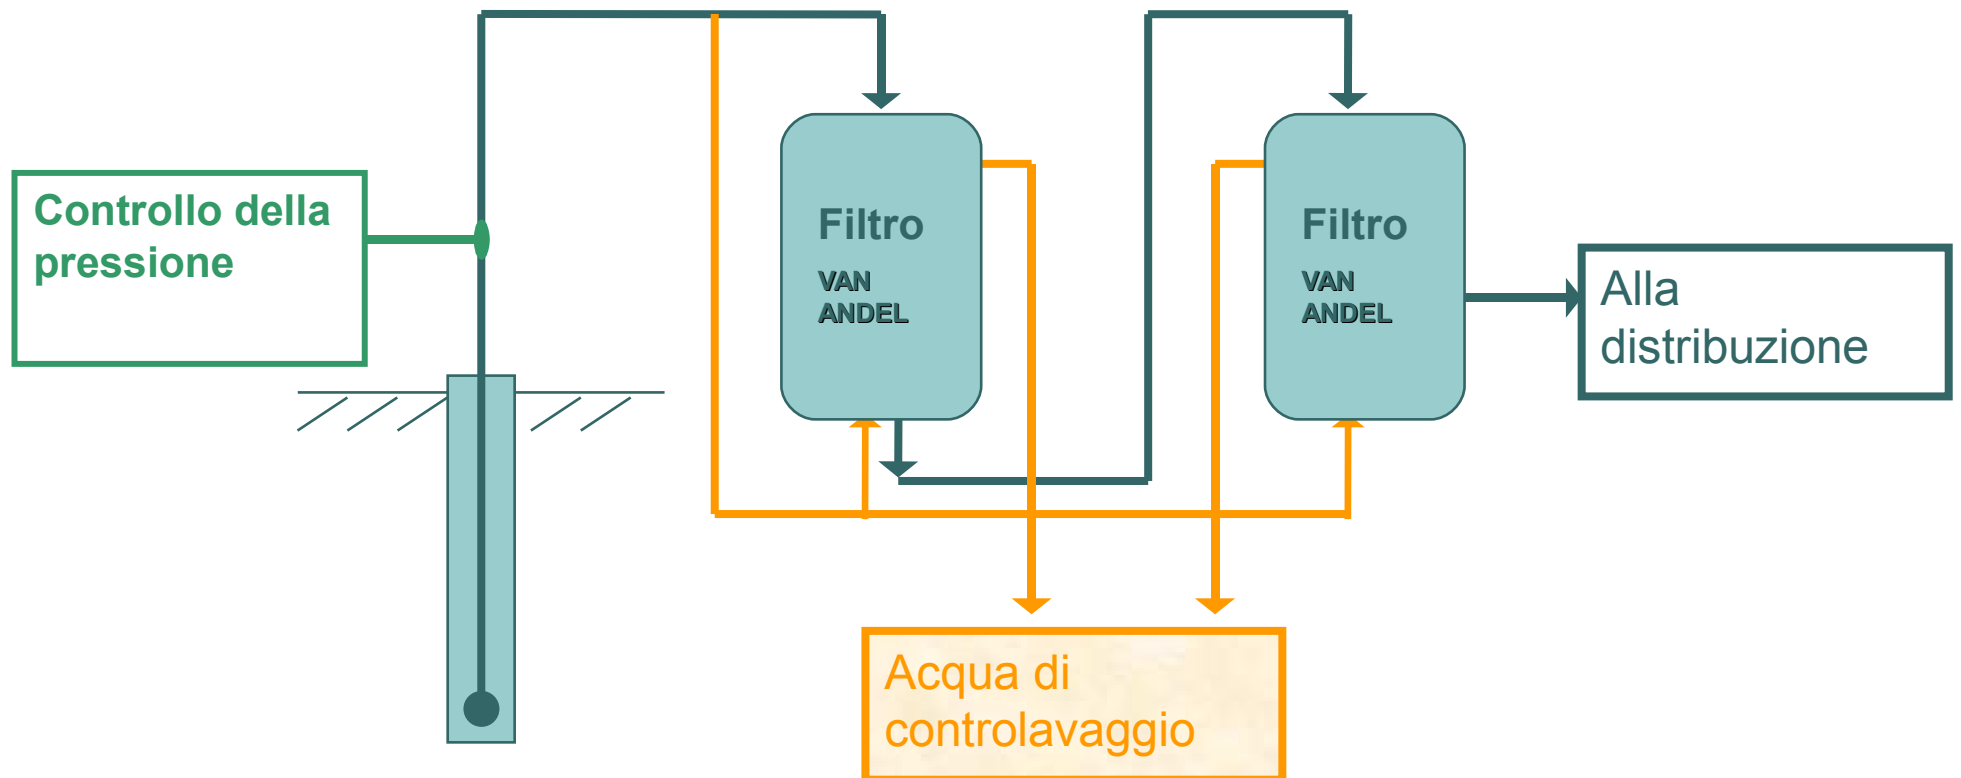 Controllo della
pressione
Filtro
VAN
ANDEL
Filtro
VAN
ANDEL
Alla
distribuzione
Acqua di
controlavaggio